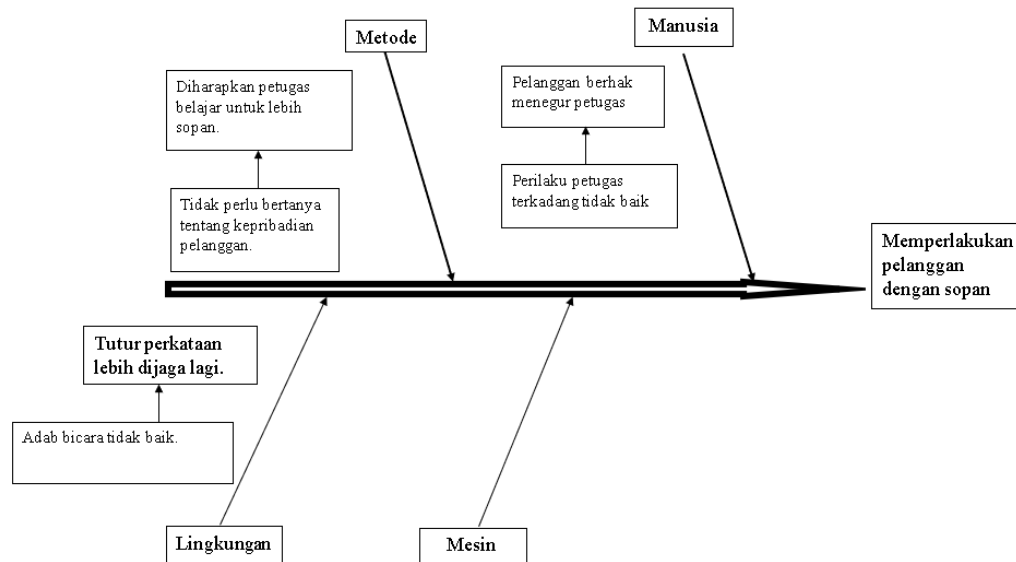 Metode
Manusia
Diharapkan petugas
belajar untuk lebih
sopan.
Pelanggan berhak
menegur petugas
Tidak perlu bertanya
tentang kepribadian
pelanggan.
Perilaku petugas
terkadang tidak baik
Memperlakukan
pelanggan
dengan sopan
Tutur perkataan
lebih dijaga lagi.
Adab bicara tidak baik.
Lingkungan
Mesin